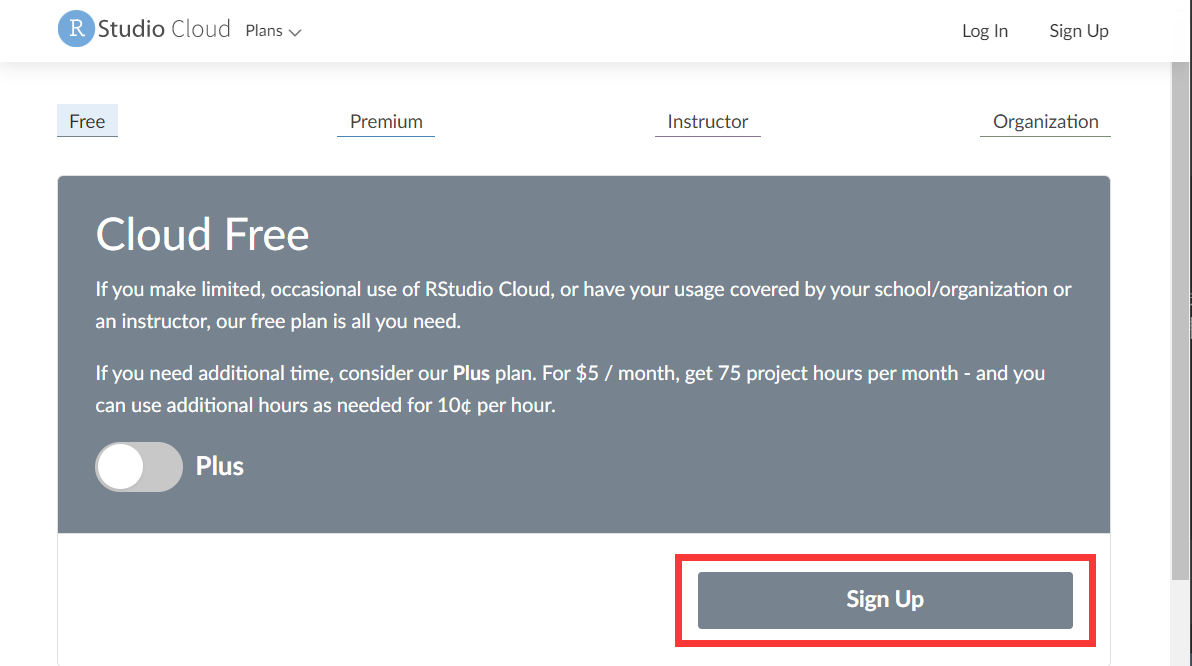 R Studio Cloud Plans Log In Sign Up
Free Premium Instructor Organization
Cloud Free
If you make limited, occasional use of RStudio Cloud, or have your usage covered by your school/organization or
an instructor, our free plan is all you need.
If you need additional time, consider our Plus plan. For $5 / month, get 75 project hours per month - and you
can use additional hours as needed for 10¢ per hour.
Plus
Sign Up